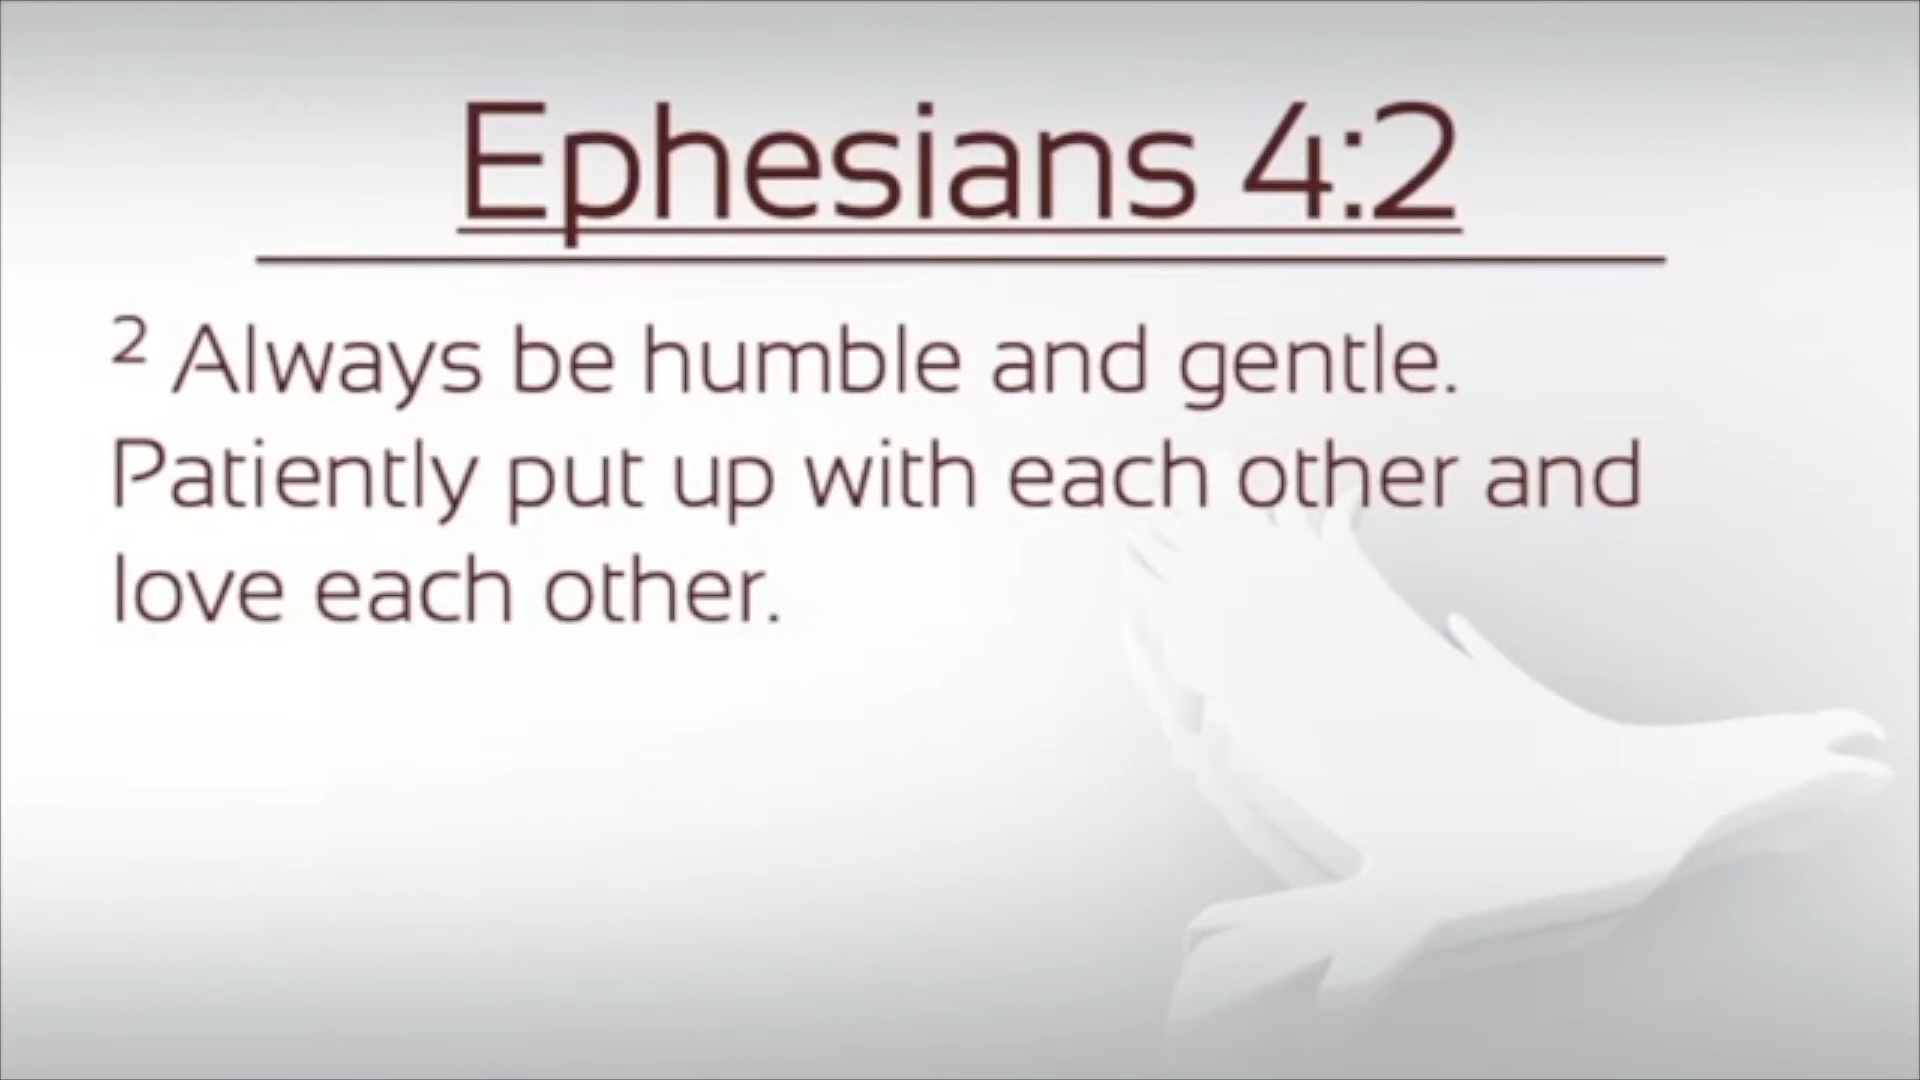 Ephesians 4:2
² Always be humble and gentle.
Patiently put up with each other and
love each other.